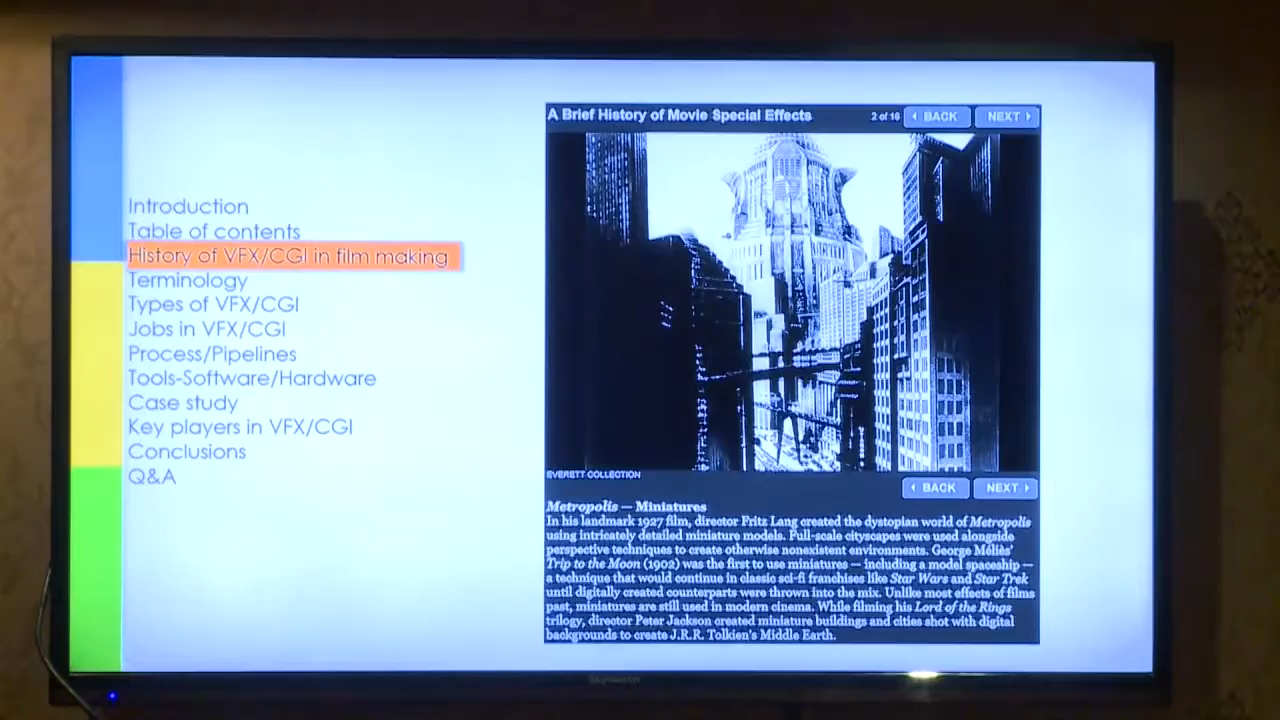 Introduction
Table of contents
History of VFX/CGI in film making
Terminology
Types of VFX/CGI
Jobs in VFX/CGI
Process/Pipelines
Tools-Software/Hardware
Case study
Key players in VFX/CGI
Conclusions
Q&A
A Brief History of Movie Special Effects
2 of 16
BACK
NEXT
EVERETT COLLECTION
BACK
NEXT
Metropolis — Miniatures
In his landmark 1927 film, director Fritz Lang created the dystopian world of Metropolis
using intricately detailed miniature models. Full-scale cityscapes were used alongside
perspective techniques to create otherwise nonexistent environments. George Méliès'
Trip to the Moon (1902) was the first to use miniatures — including a model spaceship —
a technique that would continue in classic sci-fi franchises like Star Wars and Star Trek
until digitally created counterparts were thrown into the mix. Unlike most effects of films
past, miniatures are still used in modern cinema. While filming his Lord of the Rings
trilogy, director Peter Jackson created miniature buildings and cities shot with digital
backgrounds to create J.R.R. Tolkien's Middle Earth.
Skyworth